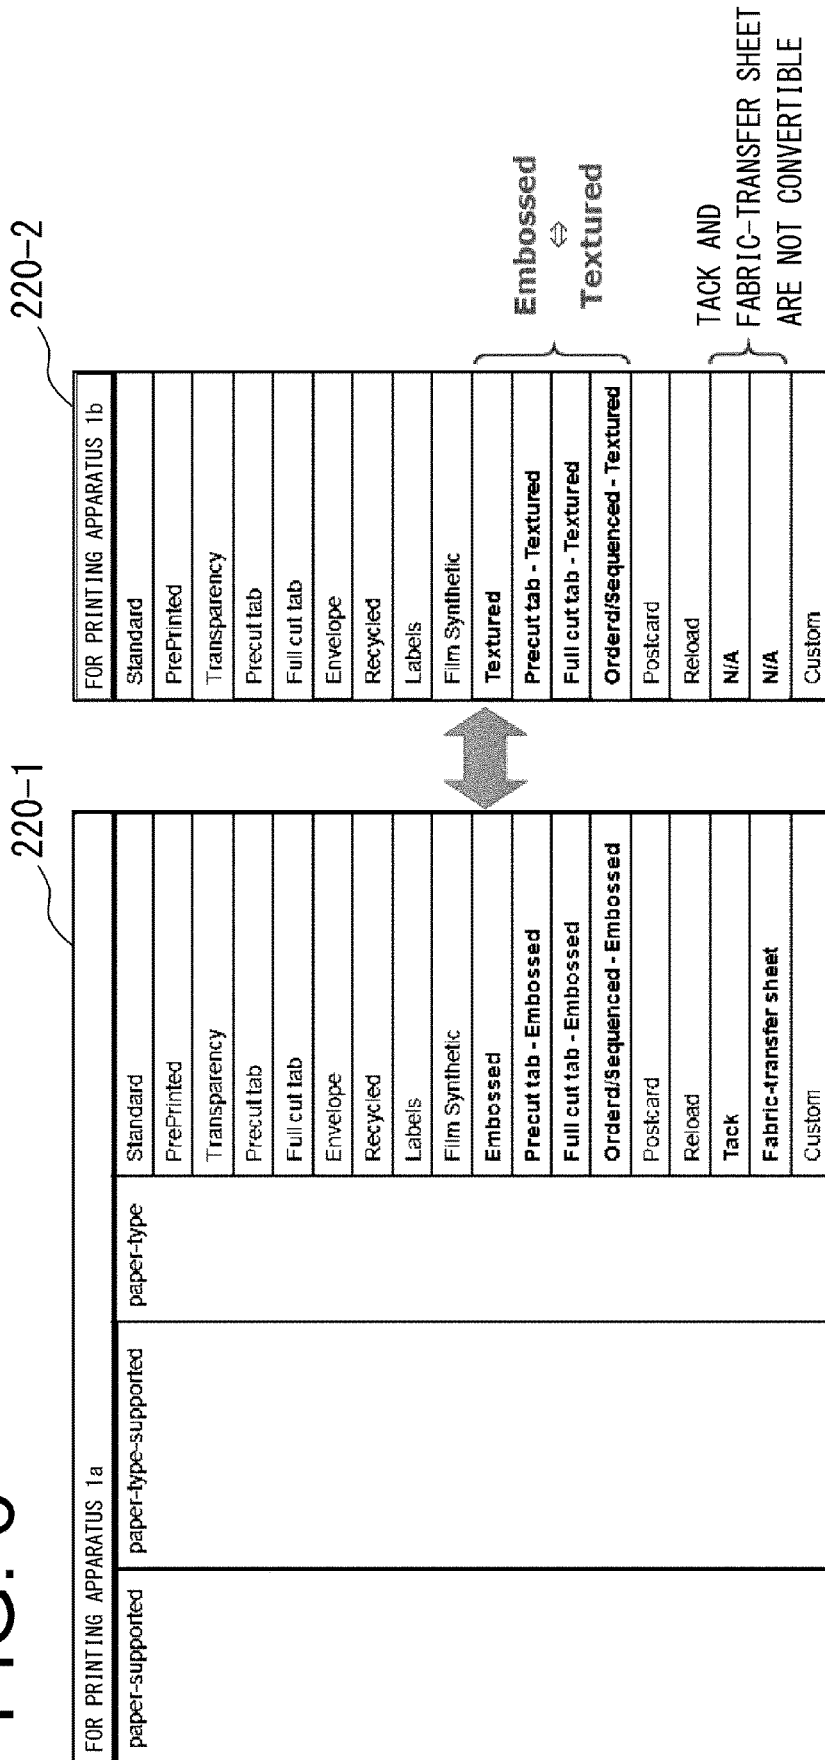 FIG.
220-1
FOR PRINTING APPARATUS 1a
paper-supported
paper-type-supported
paper-type
Standard
PrePrinted
Transparency
Precut tab
Full cut tab
Envelope
Recycled
Labels
Film Synthetic
Embossed
Precut tab - Embossed
Full cut tab - Embossed
Orderd/Sequenced - Embossed
Postcard
Reload
Tack
Fabric-transfer sheet
Custom
220-2
FOR PRINTING APPARATUS 1b
Standard
PrePrinted
Transparency
Precut tab
Full cut tab
Envelope
Recycled
Labels
Film Synthetic
Textured
Precut tab - Textured
Full cut tab - Textured
Orderd/Sequenced - Textured
Postcard
Reload
N/A
N/A
Custom
Embossed
⇔
Textured
TACK AND
FABRIC-TRANSFER SHEET
ARE NOT CONVERTIBLE